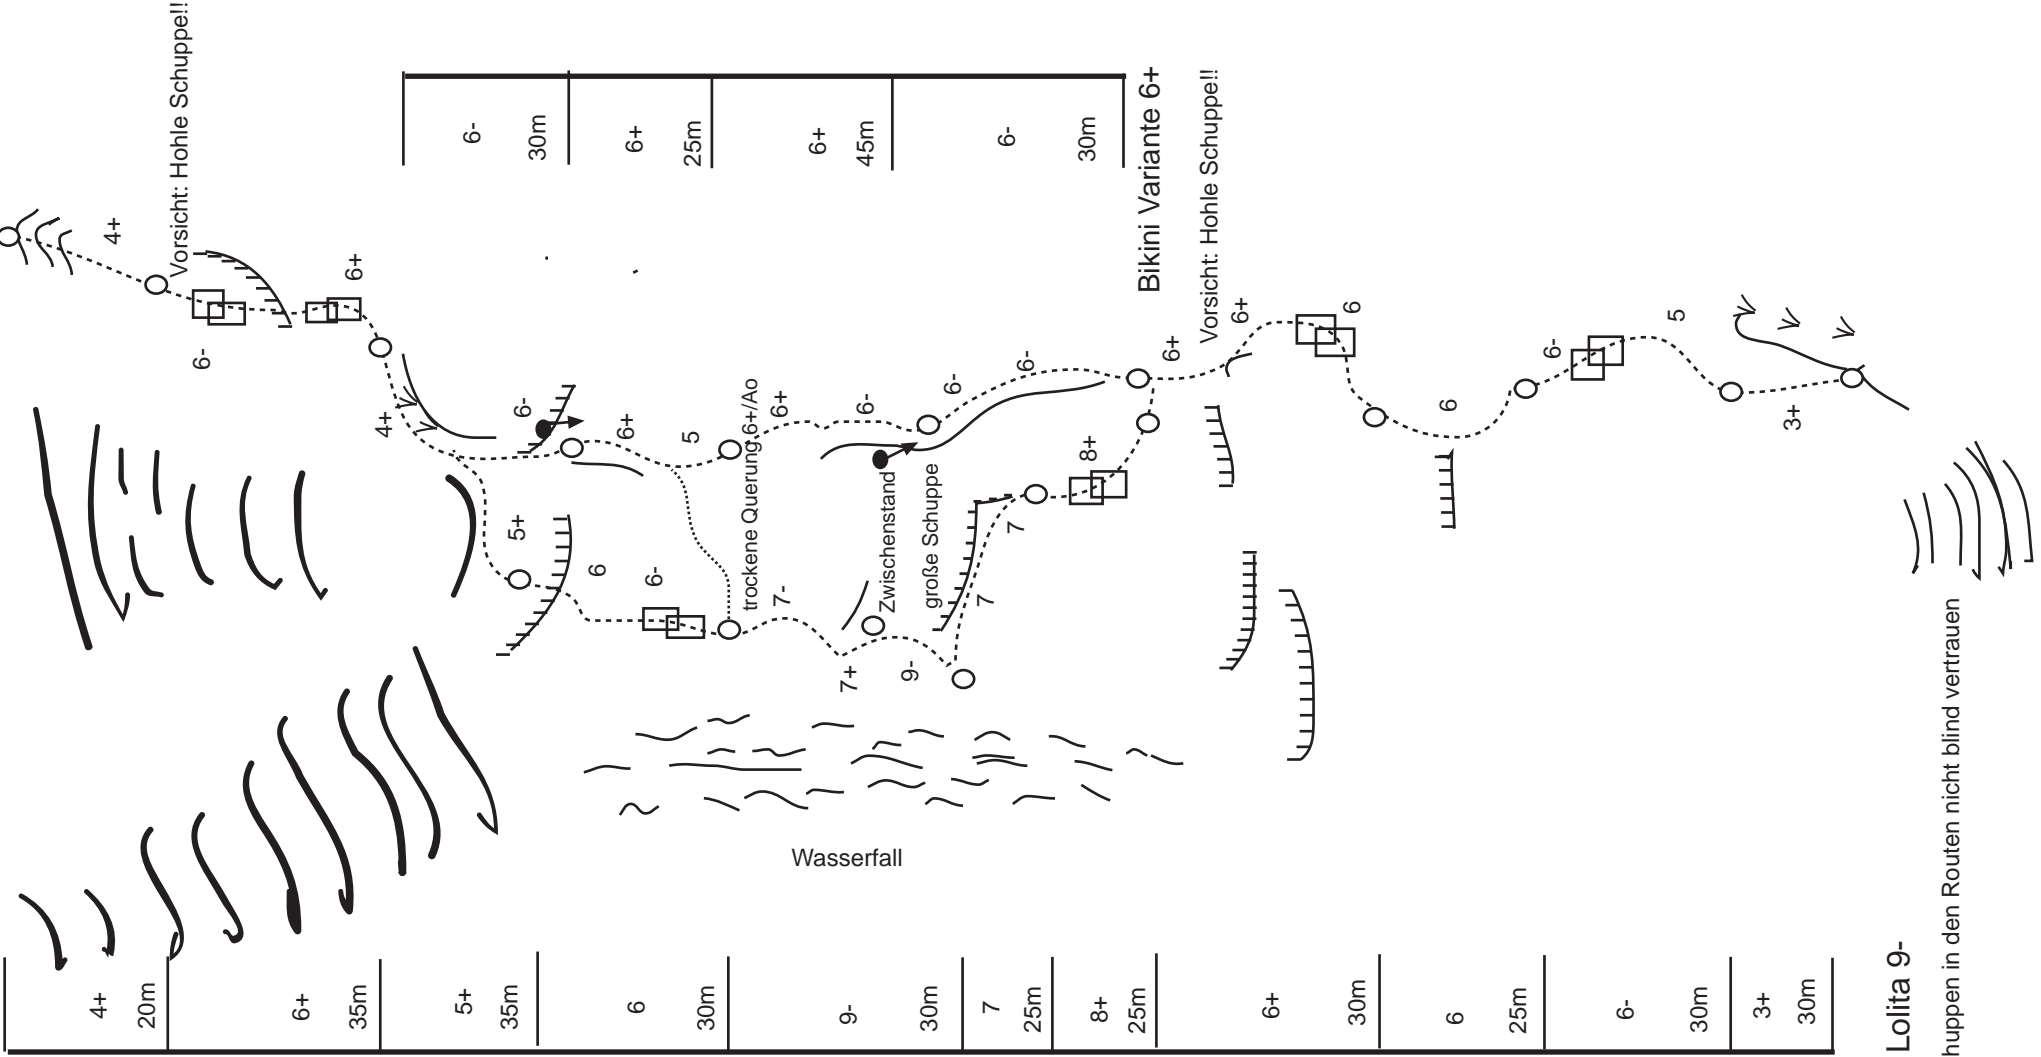 4+
20m
6+
35m
5+
35m
6
30m
9-
30m
7
25m
8+
25m
6+
30m
6
25m
6-
30m
3+
30m
Lolita 9-
huppen in den Routen nicht blind vertrauen
Wasserfall
4+
Vorsicht: Hohle Schuppe!!
6-
6+
4+
5+
6-
6
6+
6-
5
trockene Querung 6+/Ao
7-
6+
7+
6-
Zwischenstand
9-
große Schuppe
6-
7
7
6-
8+
6+
Vorsicht: Hohle Schuppe!!
6+
6
6
6-
5
3+
6-
30m
6+
25m
6+
45m
6-
30m
Bikini Variante 6+